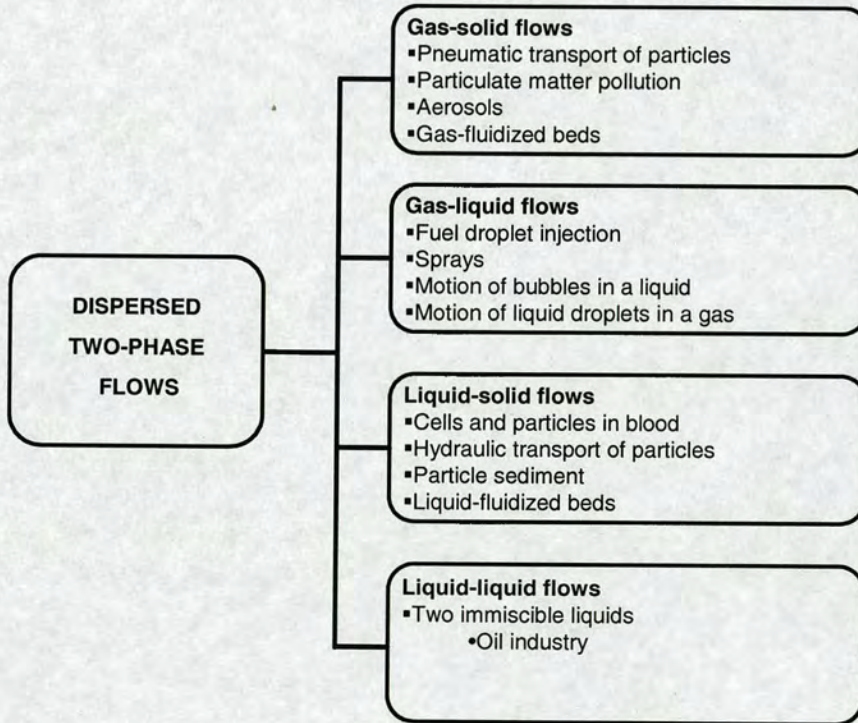 DISPERSED
TWO-PHASE
FLOWS
Gas-solid flows
▪Pneumatic transport of particles
▪Particulate matter pollution
▪Aerosols
▪Gas-fluidized beds
Gas-liquid flows
▪Fuel droplet injection
▪Sprays
▪Motion of bubbles in a liquid
▪Motion of liquid droplets in a gas
Liquid-solid flows
▪Cells and particles in blood
▪Hydraulic transport of particles
▪Particle sediment
▪Liquid-fluidized beds
Liquid-liquid flows
▪Two immiscible liquids
•Oil industry